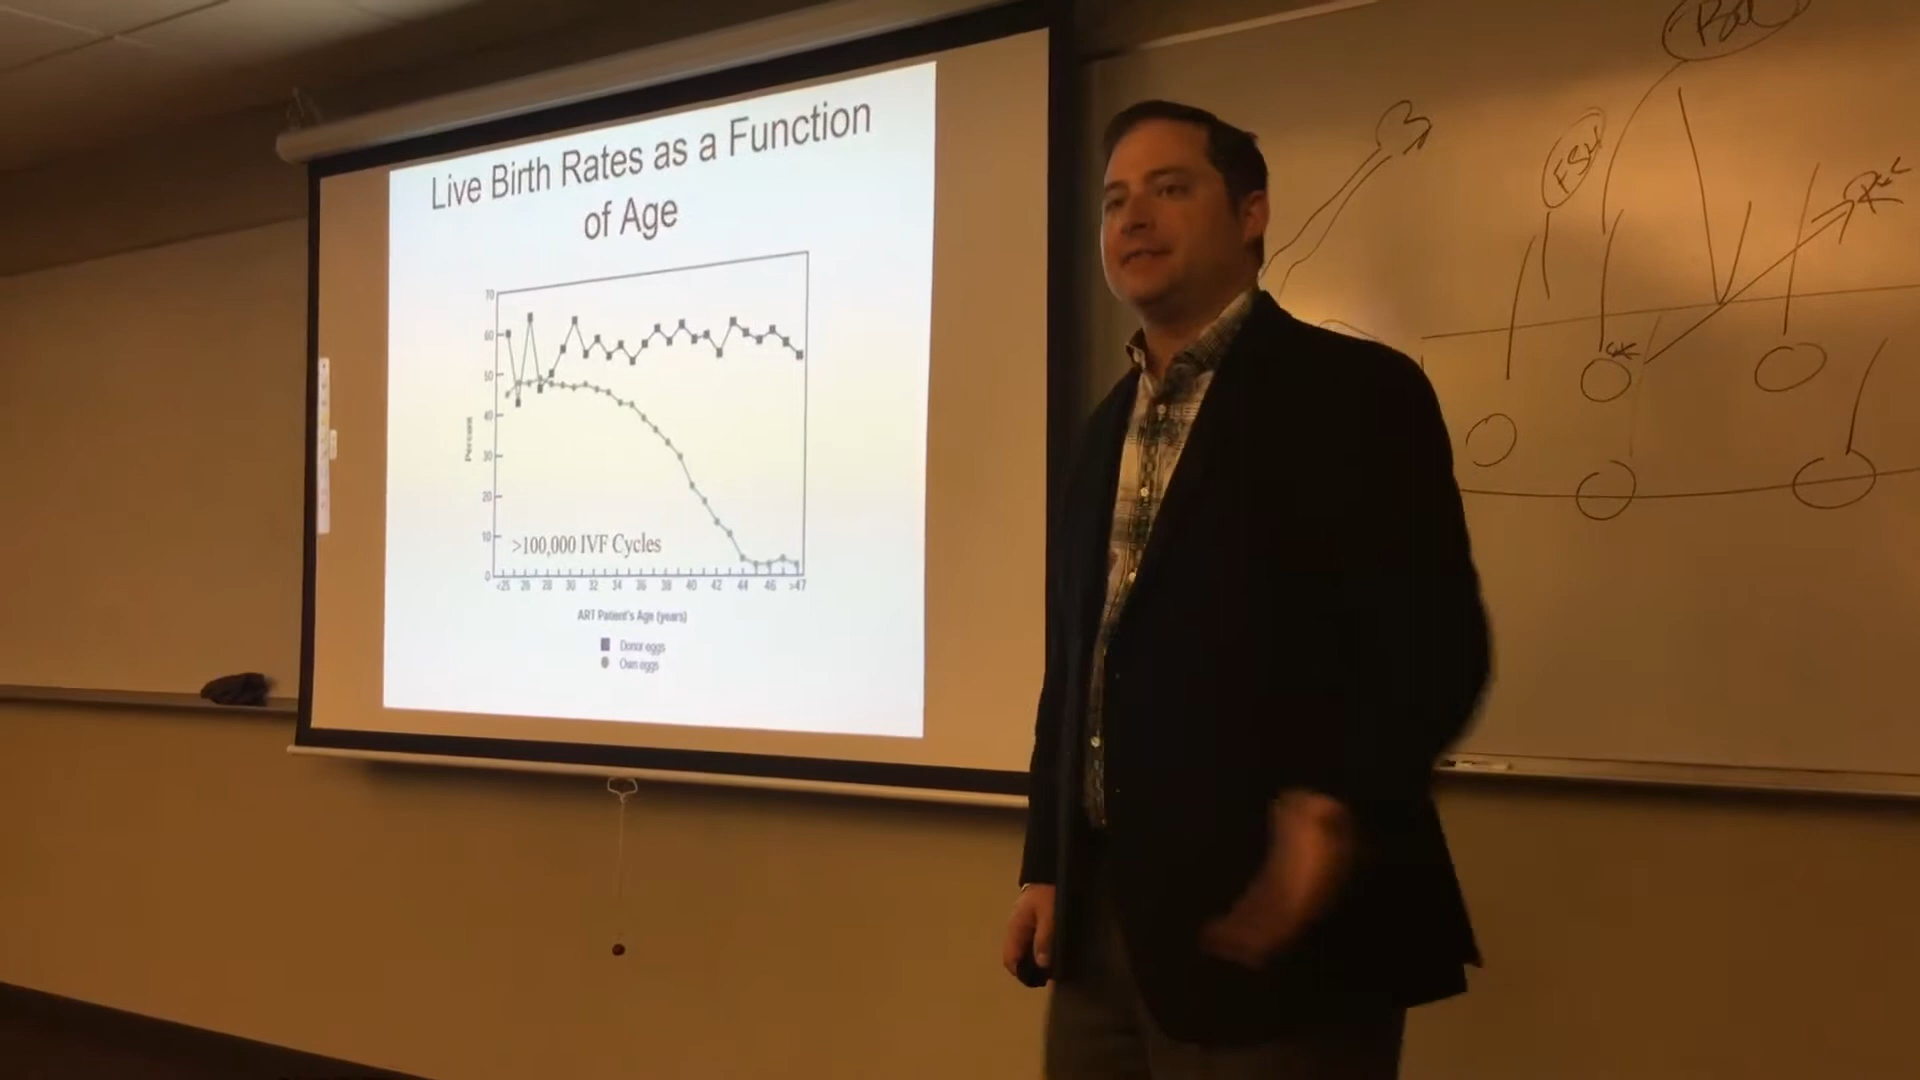 Live Birth Rates as a Function
of Age
70
60
50
40
30
20
10
0
Percent
>100,000 IVF Cycles
<25 26 28 30 32 34 36 38 40 42 44 46 >47
ART Patient's Age (years)
Donor eggs
Own eggs
FSH